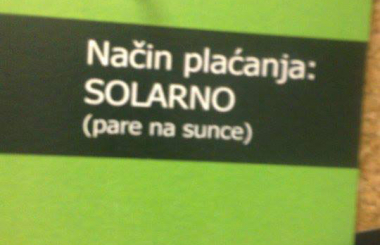 Način plaćanja:
SOLARNO
(pare na sunce)